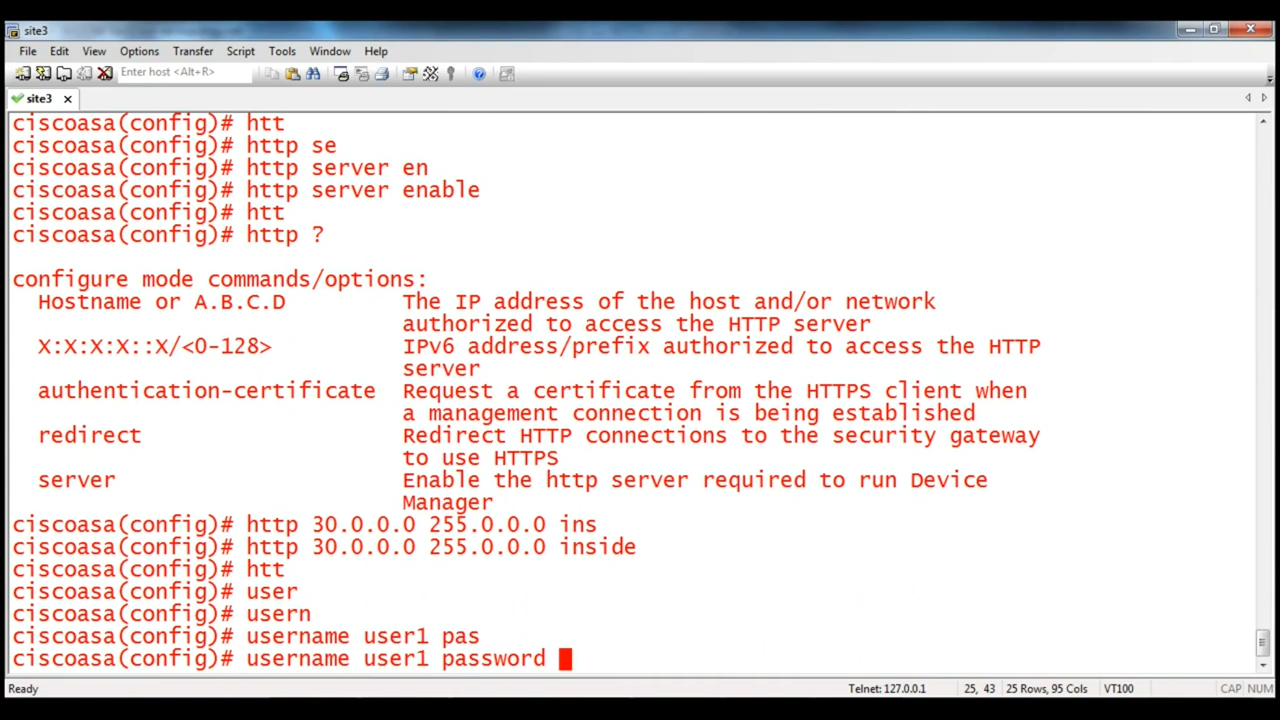 site3
File Edit View Options Transfer Script Tools Window Help
Enter host <Alt+R>
site3
ciscoasa(config)# htt
ciscoasa(config)# http se
ciscoasa(config)# http server en
ciscoasa(config)# http server enable
ciscoasa(config)# htt
ciscoasa(config)# http ?
configure mode commands/options:
Hostname or A.B.C.D The IP address of the host and/or network
authorized to access the HTTP server
X:X:X:X::X/<0-128> IPv6 address/prefix authorized to access the HTTP
server
authentication-certificate Request a certificate from the HTTPS client when
a management connection is being established
redirect Redirect HTTP connections to the security gateway
to use HTTPS
server Enable the http server required to run Device
Manager
ciscoasa(config)# http 30.0.0.0 255.0.0.0 ins
ciscoasa(config)# http 30.0.0.0 255.0.0.0 inside
ciscoasa(config)# htt
ciscoasa(config)# user
ciscoasa(config)# usern
ciscoasa(config)# username user1 pas
ciscoasa(config)# username user1 password
Ready Telnet: 127.0.0.1 25, 43 25 Rows, 95 Cols VT100 CAP NUM